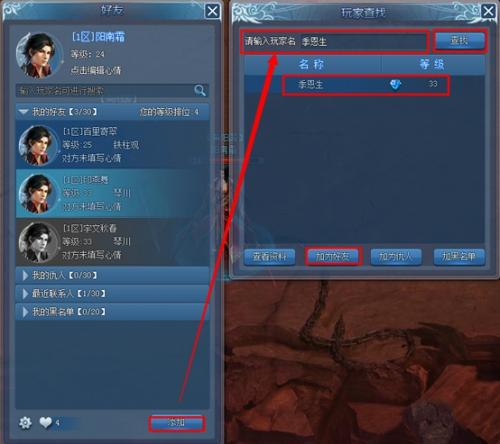 好友
[1区]阳南霜
等级: 24
点击编辑心情
输入玩家名可进行搜索
我的好友【3/30】 您的等级排位: 4
[1区]百里寄翠
等级: 25 铁柱观
对方未填写心情
等级: 33 琴川
对方未填写心情
[1区]宇文秋春
等级: 33 琴川
对方未填写心情
我的仇人【0/30】
最近联系人【1/30】
我的黑名单【0/20】
4
添加
玩家查找
请输入玩家名 季恩生 查找
名称 等级
季恩生 33
查看资料 加为好友 加为仇人 加黑名单